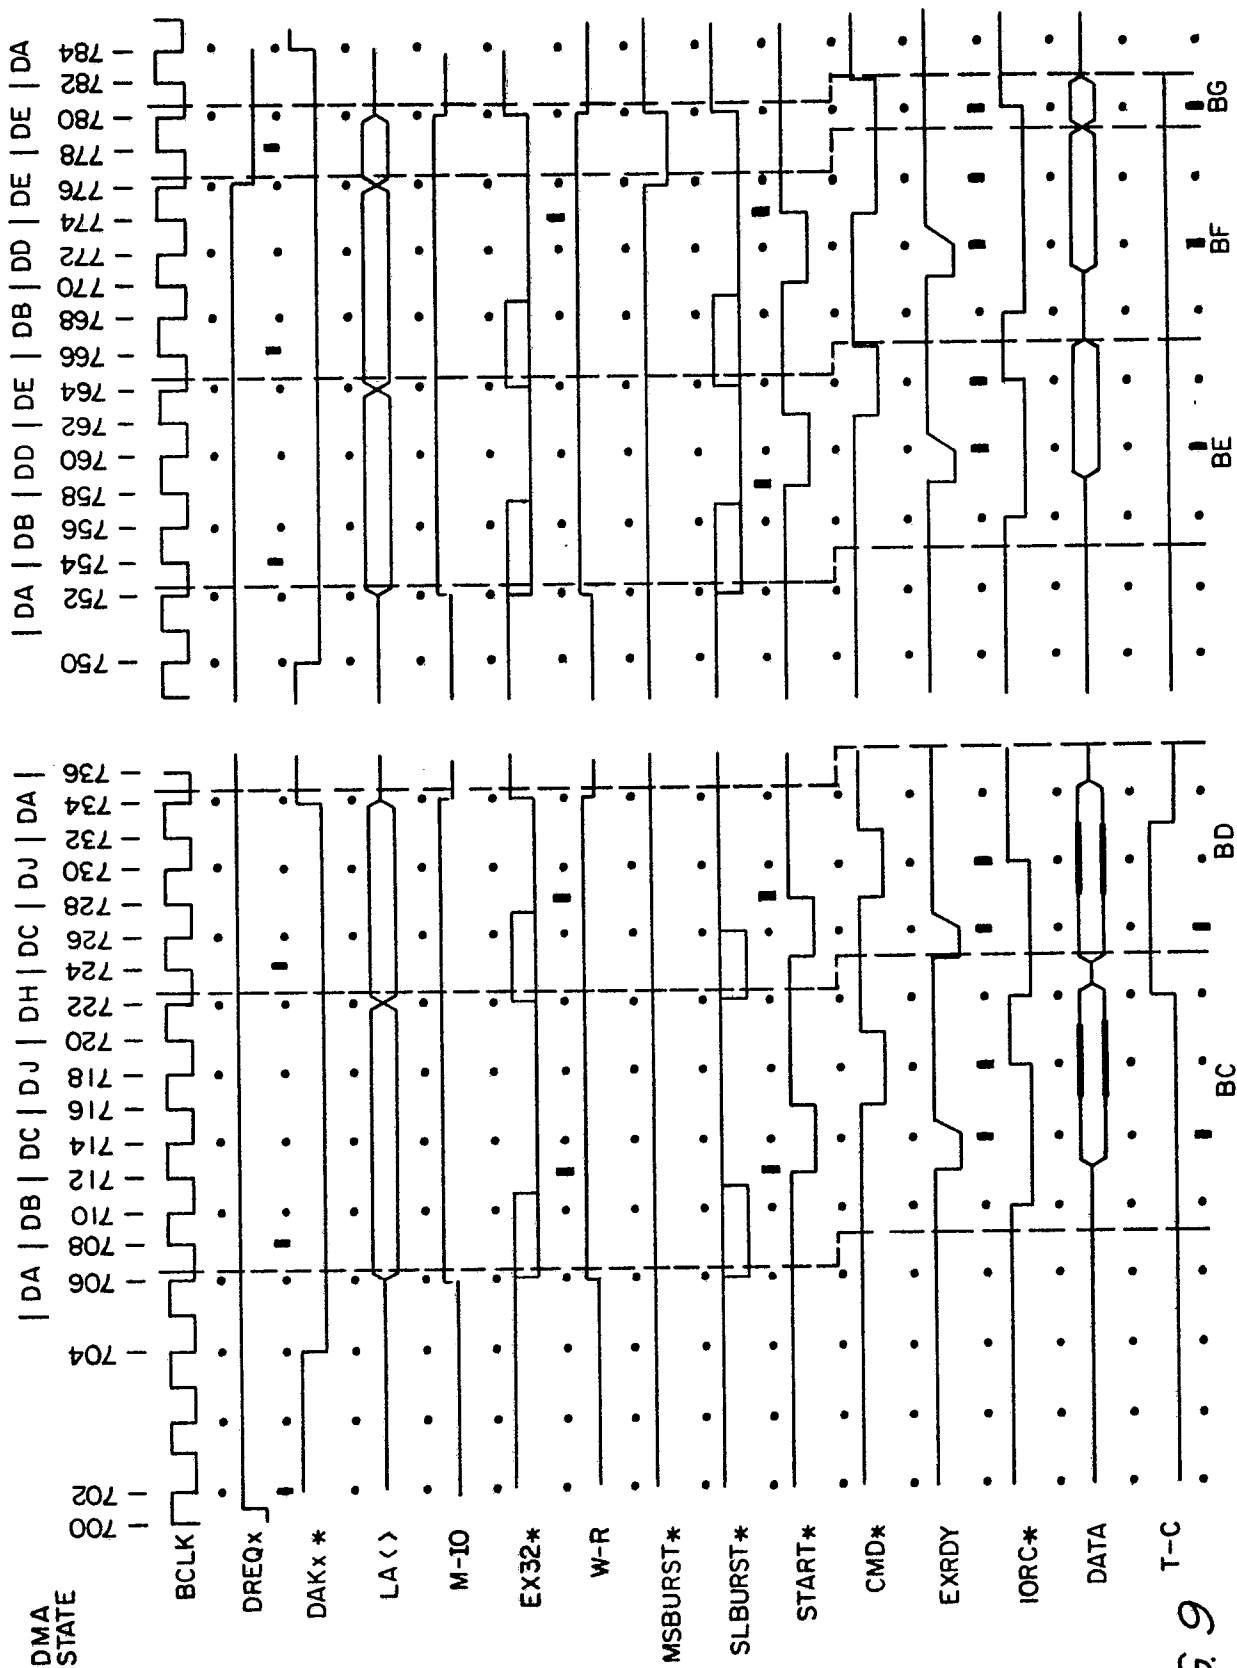 DMA
STATE
| DA | DB | DC | DJ | DH | DC | DJ | DA | | DA | DB | DD | DE | DB | DD | DE | DE | DA
700 702 704 706 708 710 712 714 716 718 720 722 724 726 728 730 732 734 736 750 752 754 756 758 760 762 764 766 768 770 772 774 776 778 780 782 784
BCLK
DREQx
DAKx*
LA<>
M-IO
EX32*
W-R
MSBURST*
SLBURST*
START*
CMD*
EXRDY
IORC*
DATA
T-C
BC BD BE BF BG
9